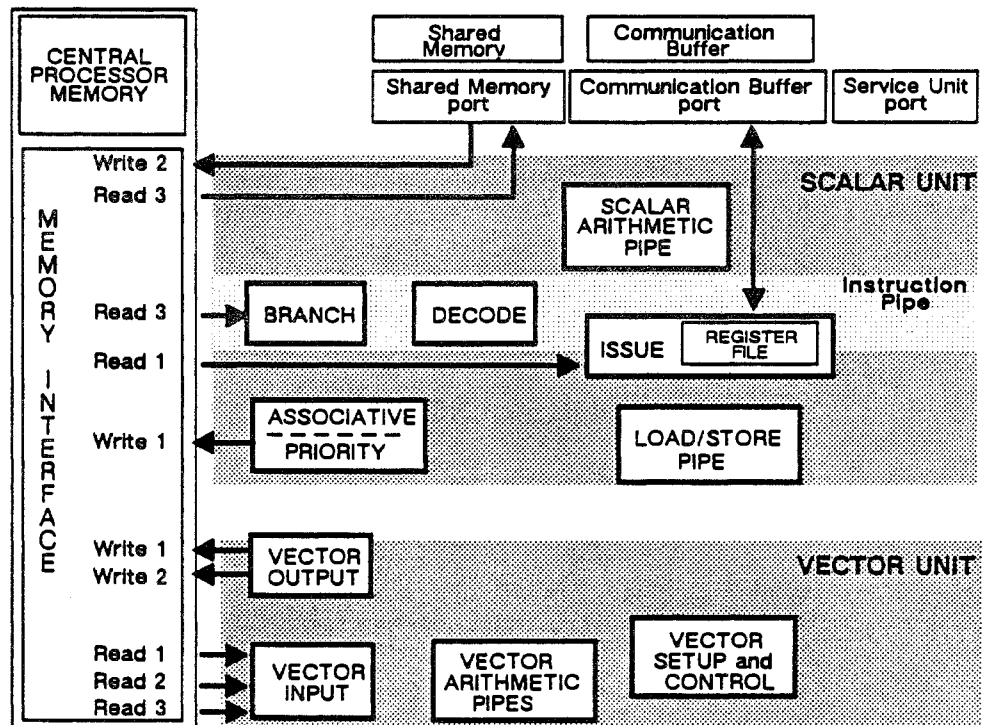 CENTRAL
PROCESSOR
MEMORY
Shared
Memory
Communication
Buffer
Shared Memory
port
Communication Buffer
port
Service Unit
port
MEMORY INTERFACE
Write 2
Read 3
Read 3
Read 1
Write 1
Write 1
Write 2
Read 1
Read 2
Read 3
SCALAR UNIT
SCALAR
ARITHMETIC
PIPE
Instruction
Pipe
BRANCH
DECODE
ISSUE
REGISTER
FILE
ASSOCIATIVE
PRIORITY
LOAD/STORE
PIPE
VECTOR UNIT
VECTOR
OUTPUT
VECTOR
INPUT
VECTOR
ARITHMETIC
PIPES
VECTOR
SETUP and
CONTROL